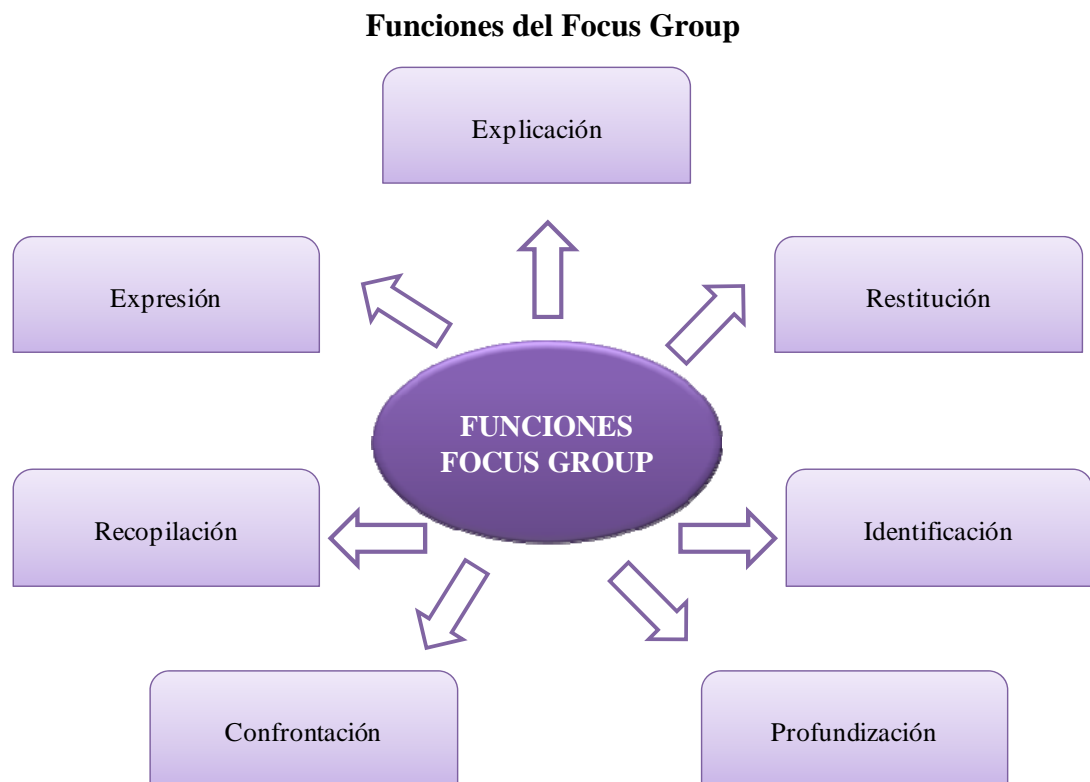 Funciones del Focus Group
Explicación
Expresión
Restitución
FUNCIONES
FOCUS GROUP
Recopilación
Identificación
Confrontación
Profundización